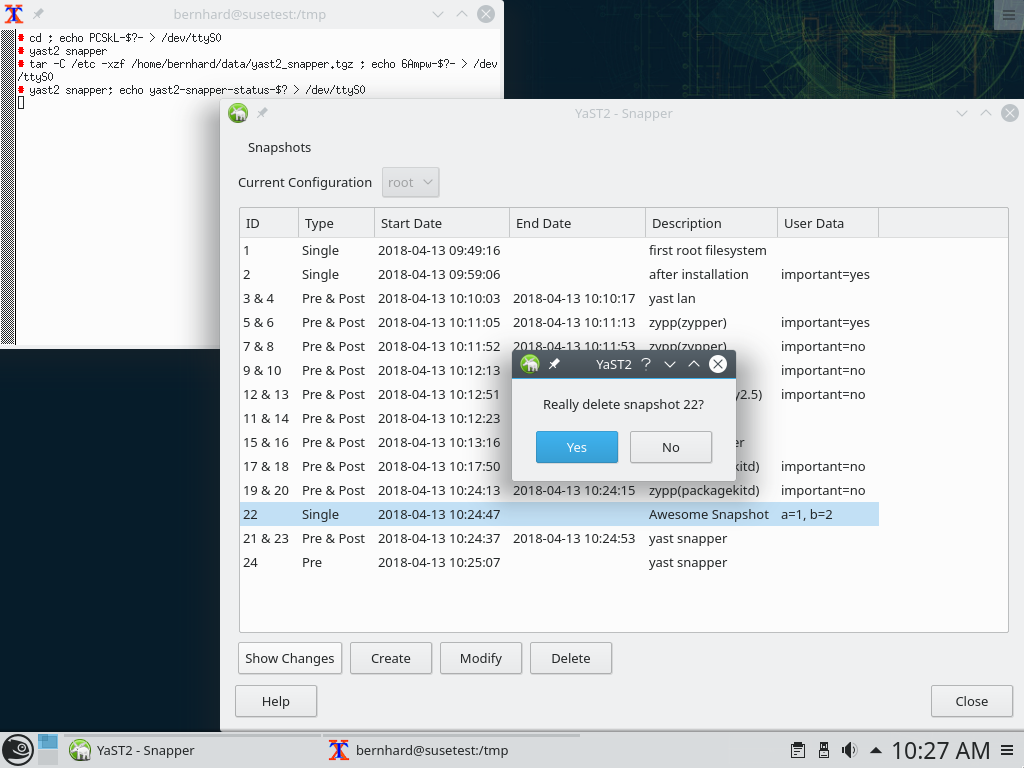 bernhard@susetest:/tmp
cd ; echo PCSkL-$?- > /dev/ttyS0
yast2 snapper
tar -C /etc -xzf /home/bernhard/data/yast2_snapper.tgz ; echo 6Ampw-$?- > /dev
/ttyS0
yast2 snapper; echo yast2-snapper-status-$? > /dev/ttyS0
YaST2 - Snapper
Snapshots
Current Configuration root
ID Type Start Date End Date Description User Data
1 Single 2018-04-13 09:49:16 first root filesystem
2 Single 2018-04-13 09:59:06 after installation important=yes
3 & 4 Pre & Post 2018-04-13 10:10:03 2018-04-13 10:10:17 yast lan
5 & 6 Pre & Post 2018-04-13 10:11:05 2018-04-13 10:11:13 zypp(zypper) important=yes
7 & 8 Pre & Post 2018-04-13 10:11:52 2018-04-13 10:11:53 zypp(zypper) important=no
9 & 10 Pre & Post 2018-04-13 10:12:13 important=no
12 & 13 Pre & Post 2018-04-13 10:12:51 y2.5) important=no
11 & 14 Pre & Post 2018-04-13 10:12:23
15 & 16 Pre & Post 2018-04-13 10:13:16 er
17 & 18 Pre & Post 2018-04-13 10:17:50 kitd) important=no
19 & 20 Pre & Post 2018-04-13 10:24:13 2018-04-13 10:24:15 zypp(packagekitd) important=no
22 Single 2018-04-13 10:24:47 Awesome Snapshot a=1, b=2
21 & 23 Pre & Post 2018-04-13 10:24:37 2018-04-13 10:24:53 yast snapper
24 Pre 2018-04-13 10:25:07 yast snapper
YaST2 ?
Really delete snapshot 22?
Yes No
Show Changes Create Modify Delete
Help Close
YaST2 - Snapper bernhard@susetest:/tmp 10:27 AM